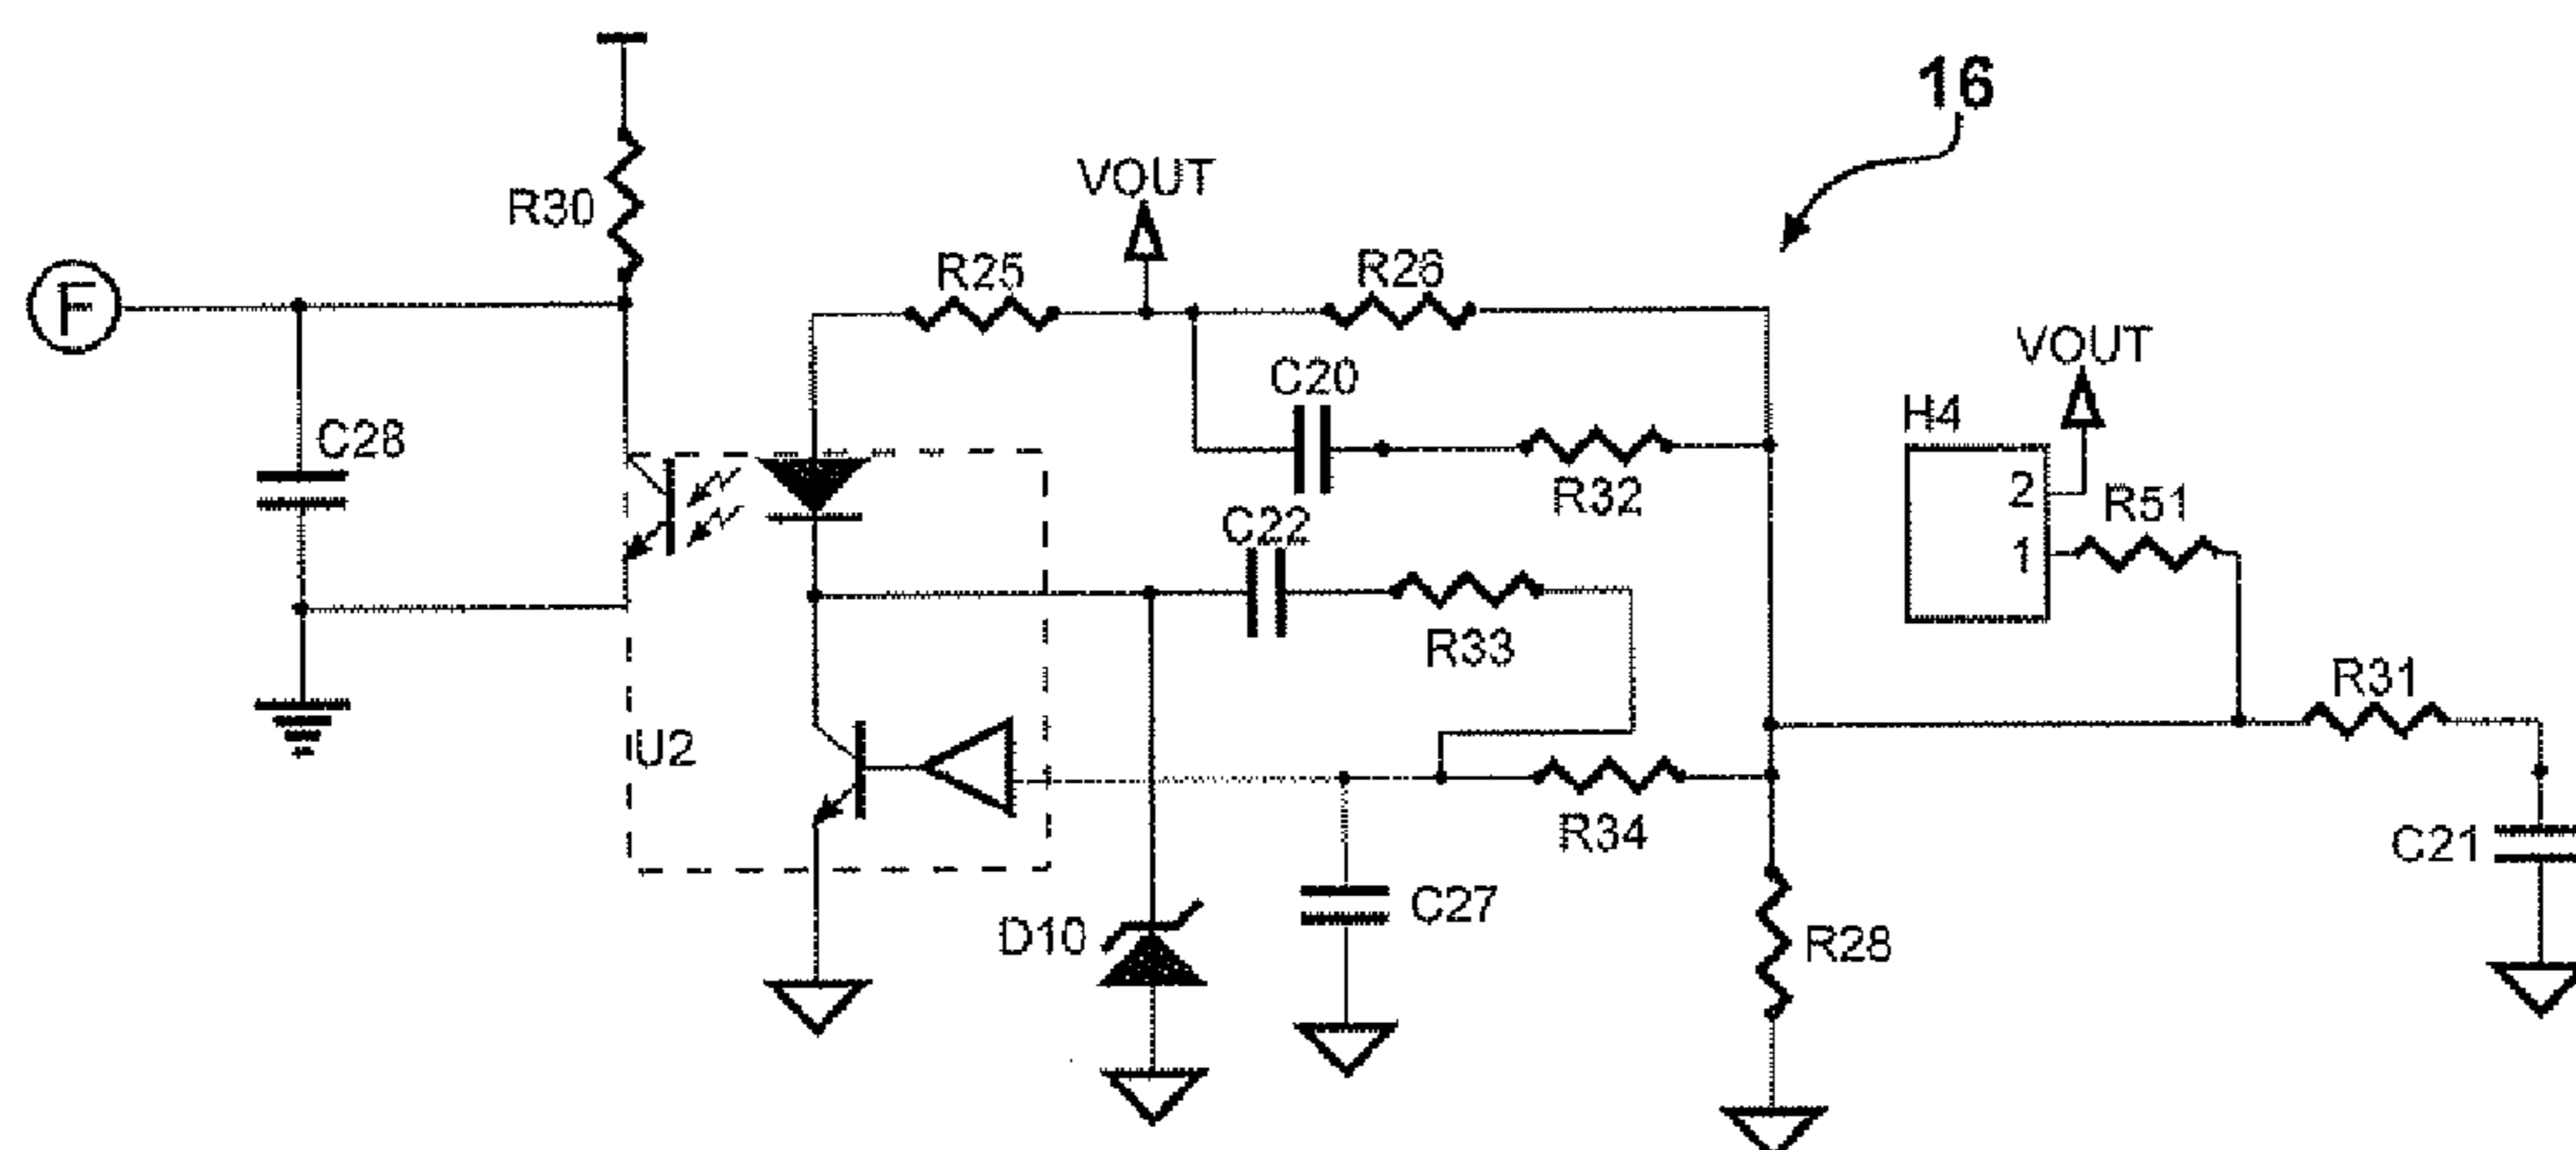 16
VOUT
R30
R25
R26
F
VOUT
C20
H4
C28
2
R32
R51
C22
1
R33
R31
U2
R34
C21
C27
D10
R28